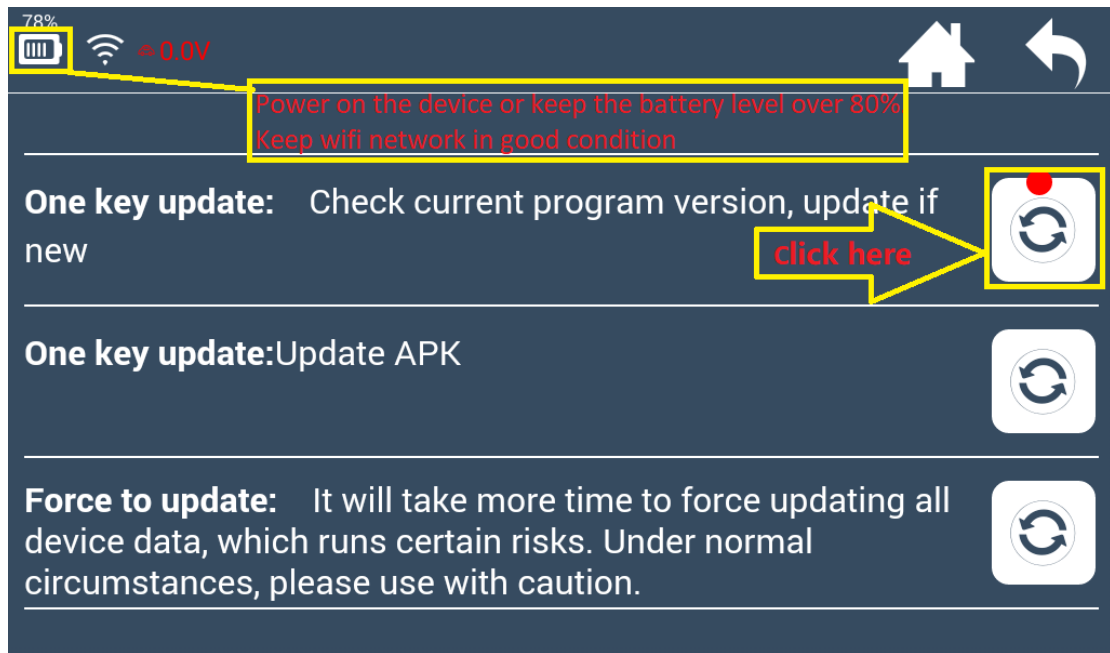 78%
0.0V
Power on the device or keep the battery level over 80%
Keep wifi network in good condition
One key update: Check current program version, update if
new
Click here
One key update:Update APK
Force to update: It will take more time to force updating all
device data, which runs certain risks. Under normal
circumstances, please use with caution.